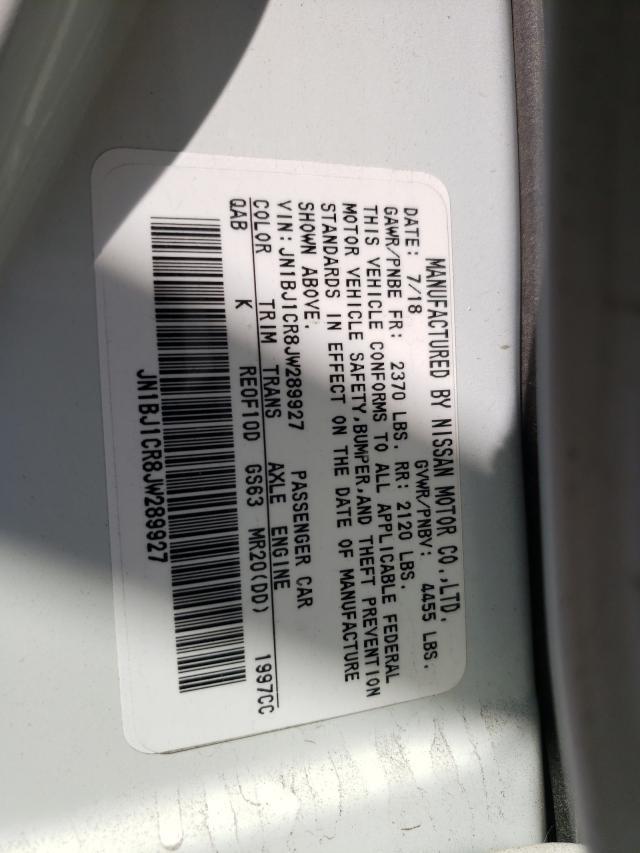 MANUFACTURED BY NISSAN MOTOR CO.,LTD.
DATE: 7/18 GVWR/PNBV: 4455 LBS.
GAWR/PNBE FR: 2370 LBS. RR: 2120 LBS.
THIS VEHICLE CONFORMS TO ALL APPLICABLE FEDERAL
MOTOR VEHICLE SAFETY,BUMPER,AND THEFT PREVENTION
STANDARDS IN EFFECT ON THE DATE OF MANUFACTURE
SHOWN ABOVE.
VIN:JN1BJ1CR8JW289927 PASSENGER CAR
COLOR TRIM TRANS AXLE ENGINE
QAB K RE0F10D GS63 MR20(DD) 1997CC
JN1BJ1CR8JW289927